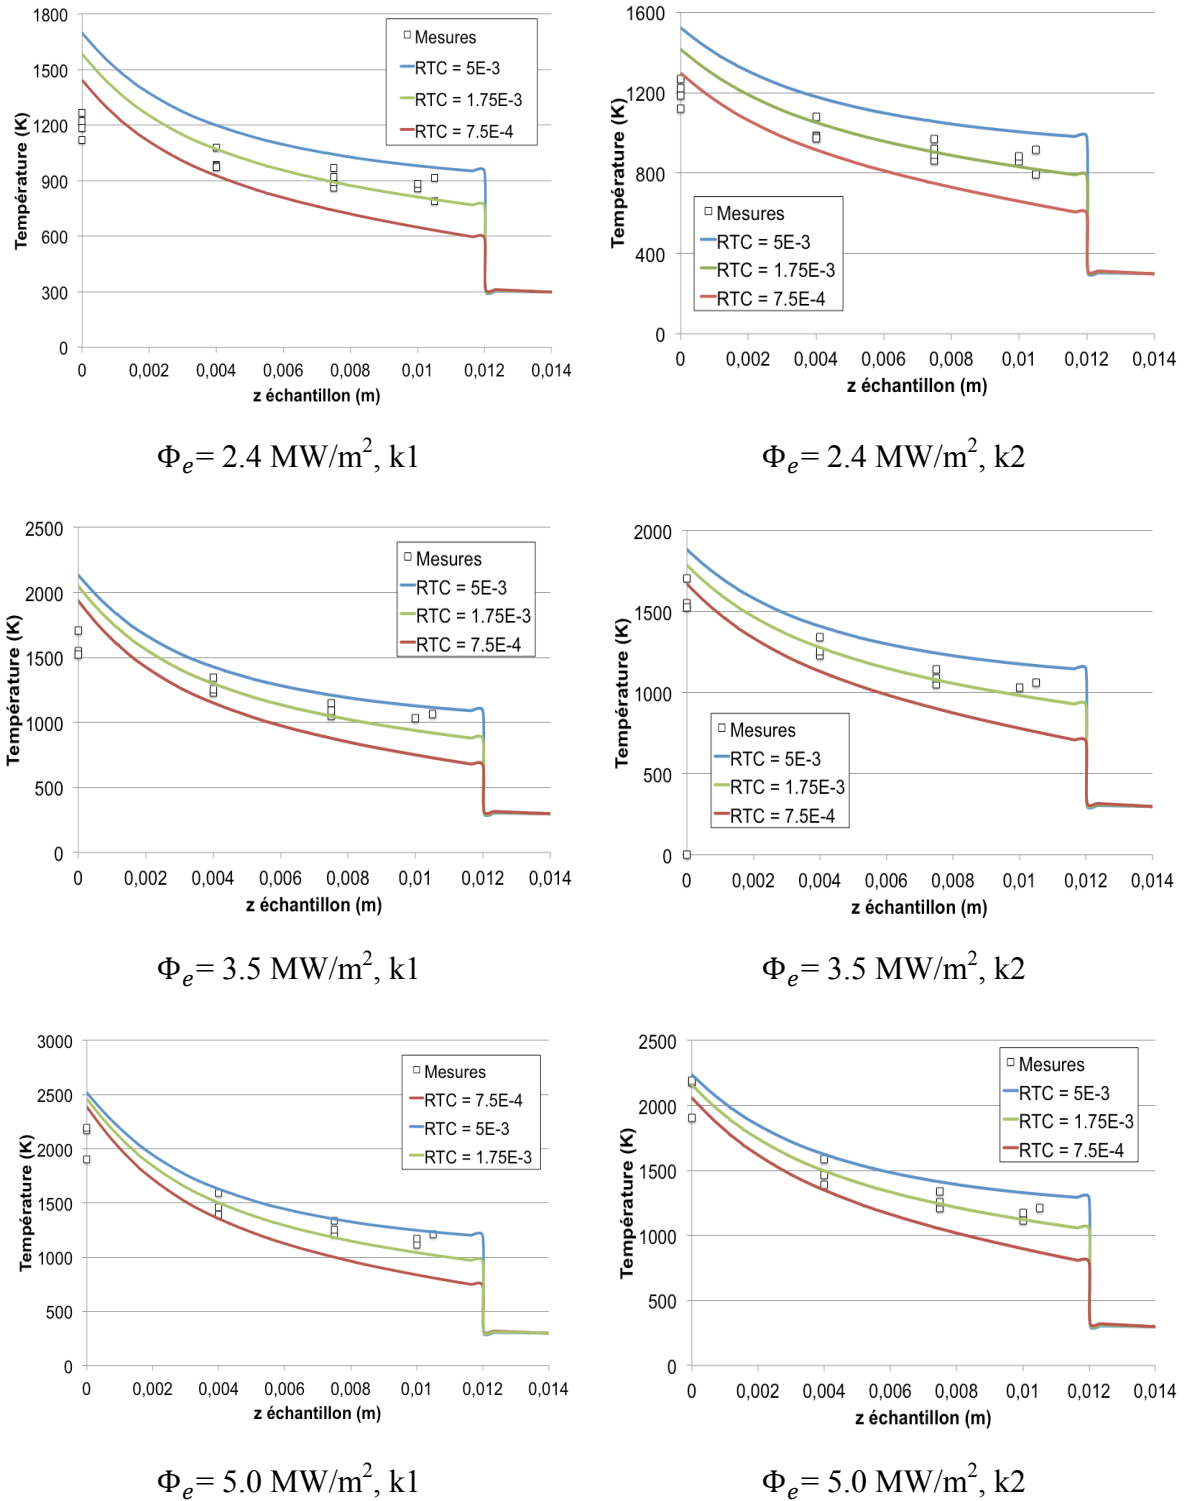 1800
1500
1200
900
600
300
0
Température (K)
Mesures
RTC = 5E-3
RTC = 1.75E-3
RTC = 7.5E-4
0 0,002 0,004 0,006 0,008 0,01 0,012 0,014
z échantillon (m)
Φe= 2.4 MW/m², k1
1600
1200
800
400
0
Température (K)
Mesures
RTC = 5E-3
RTC = 1.75E-3
RTC = 7.5E-4
0 0,002 0,004 0,006 0,008 0,01 0,012 0,014
z échantillon (m)
Φe= 2.4 MW/m², k2
2500
2000
1500
1000
500
0
Température (K)
Mesures
RTC = 5E-3
RTC = 1.75E-3
RTC = 7.5E-4
0 0,002 0,004 0,006 0,008 0,01 0,012 0,014
z échantillon (m)
Φe= 3.5 MW/m², k1
2000
1500
1000
500
0
Température (K)
Mesures
RTC = 5E-3
RTC = 1.75E-3
RTC = 7.5E-4
0 0,002 0,004 0,006 0,008 0,01 0,012 0,014
z échantillon (m)
Φe= 3.5 MW/m², k2
3000
2500
2000
1500
1000
500
0
Température (K)
Mesures
RTC = 7.5E-4
RTC = 5E-3
RTC = 1.75E-3
0 0,002 0,004 0,006 0,008 0,01 0,012 0,014
z échantillon (m)
Φe= 5.0 MW/m², k1
2500
2000
1500
1000
500
0
Température (K)
Mesures
RTC = 5E-3
RTC = 1.75E-3
RTC = 7.5E-4
0 0,002 0,004 0,006 0,008 0,01 0,012 0,014
z échantillon (m)
Φe= 5.0 MW/m², k2